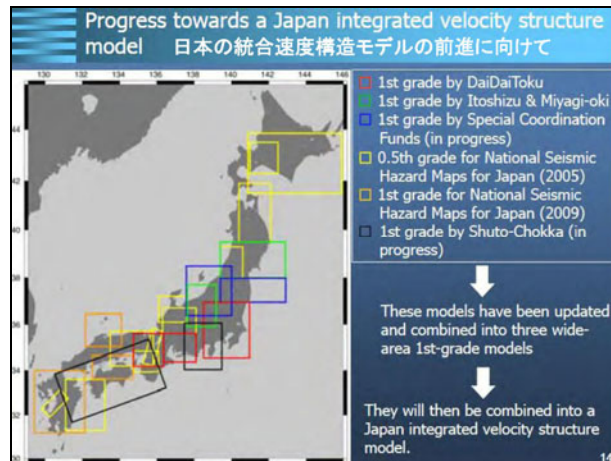 Progress towards a Japan integrated velocity structure
model 日本の統合速度構造モデルの前進に向けて
130 132 134 136 138 140 142 144 146
44
42
40
38
36
34
32
30
1st grade by DaiDaiToku
1st grade by Itoshizu & Miyagi-oki
1st grade by Special Coordination
Funds (in progress)
0.5th grade for National Seismic
Hazard Maps for Japan (2005)
1st grade for National Seismic
Hazard Maps for Japan (2009)
1st grade by Shuto-Chokka (in
progress)
These models have been updated
and combined into three wide-
area 1st-grade models
They will then be combined into a
Japan integrated velocity structure
model.
14